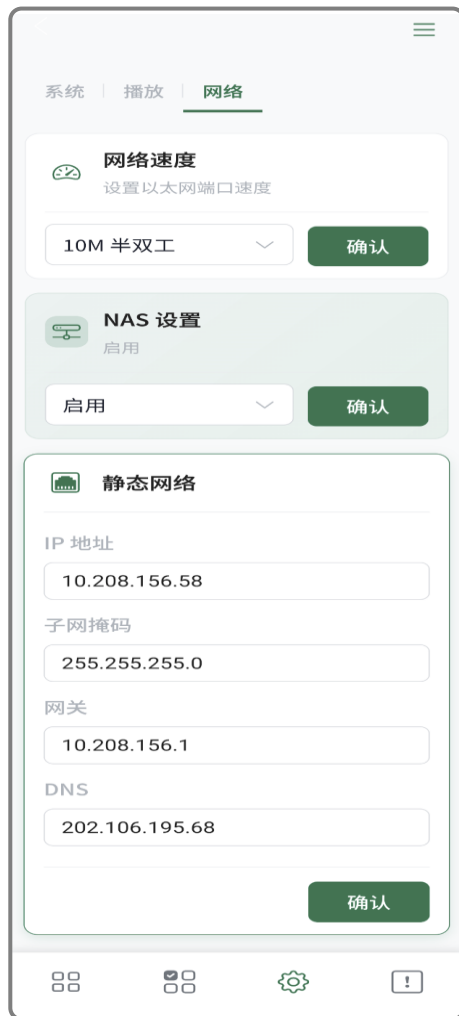 系统 播放 网络
网络速度
设置以太网端口速度
10M 半双工 确认
NAS 设置
启用
启用 确认
静态网络
IP 地址
10.208.156.58
子网掩码
255.255.255.0
网关
10.208.156.1
DNS
202.106.195.68
确认